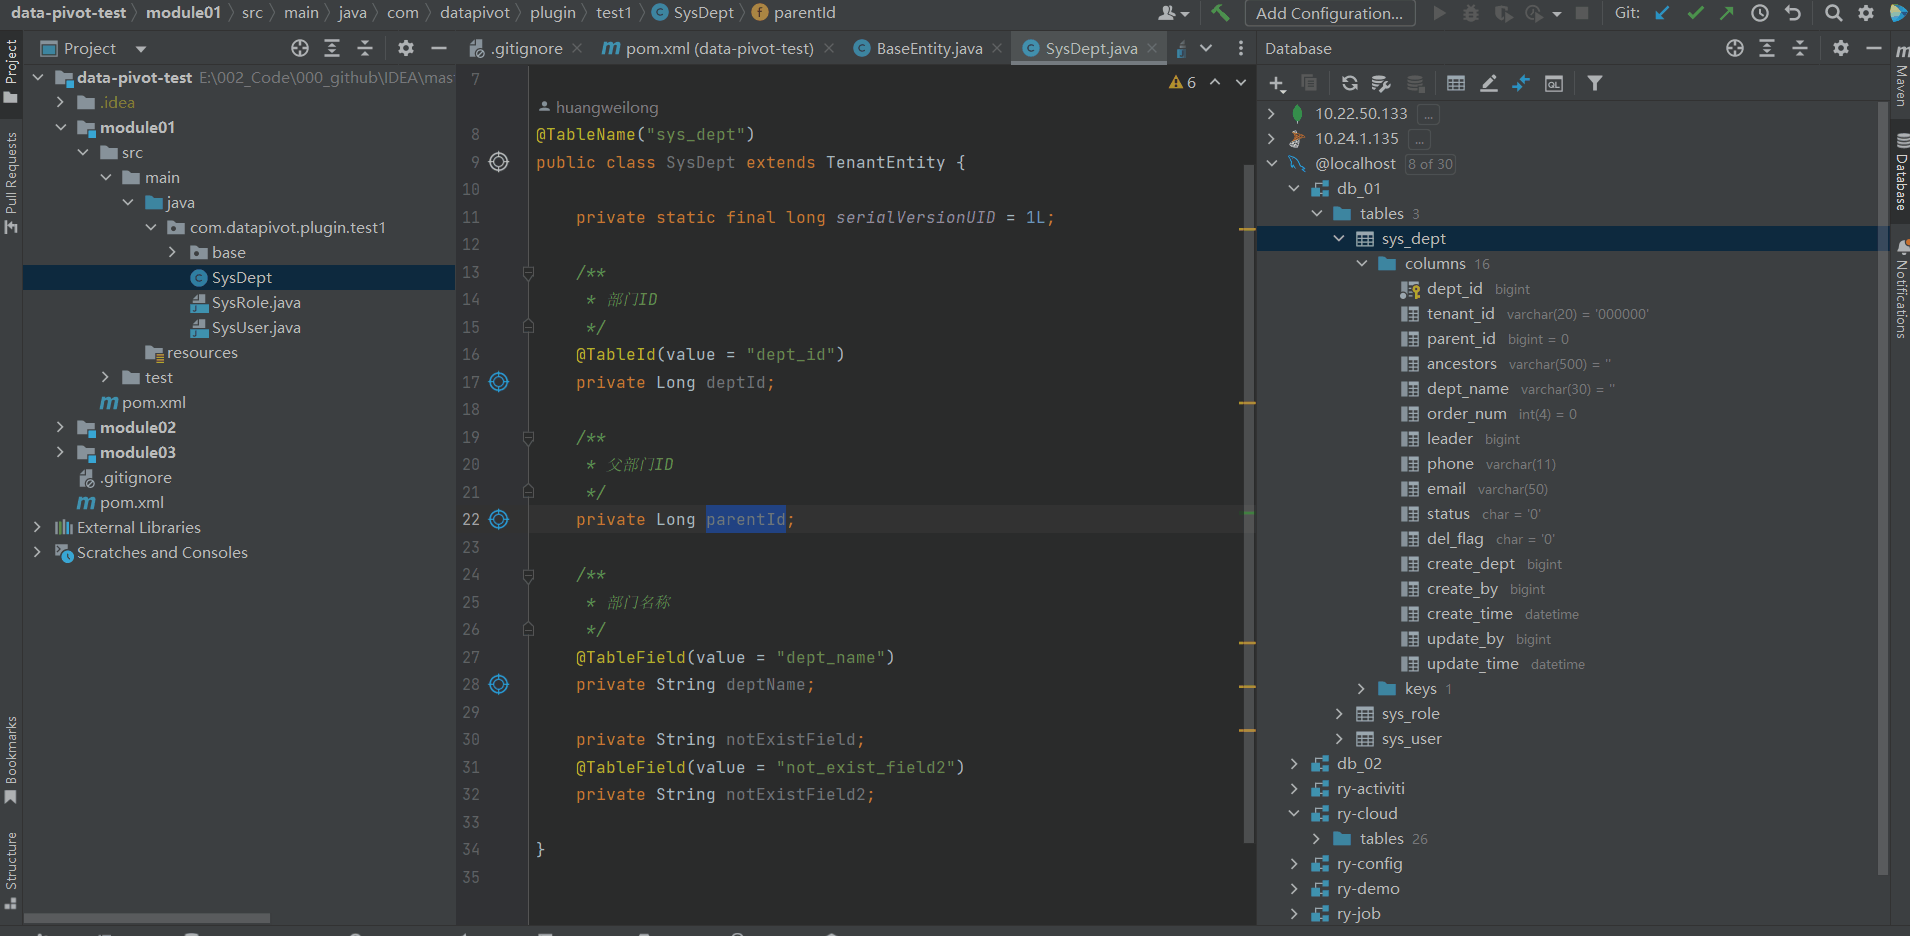 data-pivot-test module01 src main java com datapivot plugin test1 SysDept parentId
Add Configuration... Git:
Project
.gitignore
pom.xml (data-pivot-test)
BaseEntity.java
SysDept.java
Database
Project
Pull Requests
Bookmarks
Structure
data-pivot-test E:\002_Code\000_github\IDEA\mas
.idea
module01
src
main
java
com.datapivot.plugin.test1
base
SysDept
SysRole.java
SysUser.java
resources
test
pom.xml
module02
module03
.gitignore
pom.xml
External Libraries
Scratches and Consoles
6
7
huangweilong
8 @TableName("sys_dept")
9 public class SysDept extends TenantEntity {
10
11 private static final long serialVersionUID = 1L;
12
13 /**
14 * 部门ID
15 */
16 @TableId(value = "dept_id")
17 private Long deptId;
18
19 /**
20 * 父部门ID
21 */
22 private Long parentId;
23
24 /**
25 * 部门名称
26 */
27 @TableField(value = "dept_name")
28 private String deptName;
29
30 private String notExistField;
31 @TableField(value = "not_exist_field2")
32 private String notExistField2;
33
34 }
35
10.22.50.133 ...
10.24.1.135 ...
@localhost 8 of 30
db_01
tables 3
sys_dept
columns 16
dept_id bigint
tenant_id varchar(20) = '000000'
parent_id bigint = 0
ancestors varchar(500) = ''
dept_name varchar(30) = ''
order_num int(4) = 0
leader bigint
phone varchar(11)
email varchar(50)
status char = '0'
del_flag char = '0'
create_dept bigint
create_by bigint
create_time datetime
update_by bigint
update_time datetime
keys 1
sys_role
sys_user
db_02
ry-activiti
ry-cloud
tables 26
ry-config
ry-demo
ry-job
Maven
Database
Notifications